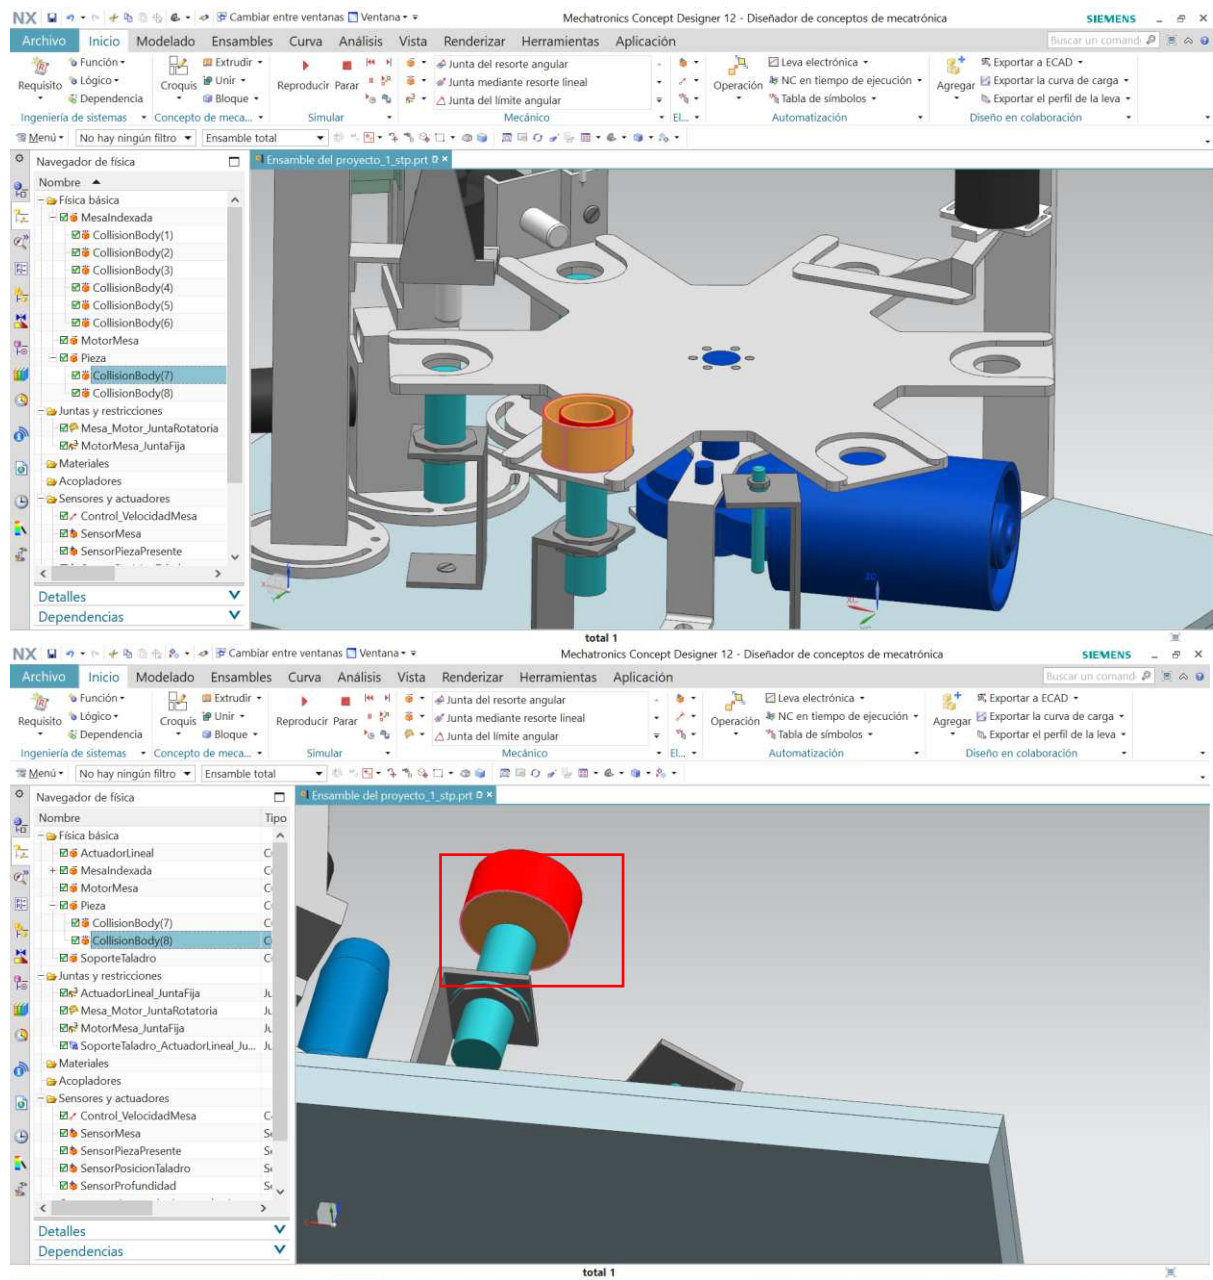 NX Cambiar entre ventanas Ventana Mechatronics Concept Designer 12 - Diseñador de conceptos de mecatrónica SIEMENS
Archivo Inicio Modelado Ensambles Curva Análisis Vista Renderizar Herramientas Aplicación Buscar un comand
Función Extrudir Junta del resorte angular Leva electrónica Exportar a ECAD
Requisito Lógico Croquis Unir Reproducir Parar Junta mediante resorte lineal Operación NC en tiempo de ejecución Agregar Exportar la curva de carga
Dependencia Bloque Junta del límite angular Tabla de símbolos Exportar el perfil de la leva
Ingeniería de sistemas Concepto de meca... Simular Mecánico El... Automatización Diseño en colaboración
Menú No hay ningún filtro Ensamble total
Navegador de física Ensamble del proyecto_1_stp.prt
Nombre
Física básica
MesaIndexada
CollisionBody(1)
CollisionBody(2)
CollisionBody(3)
CollisionBody(4)
CollisionBody(5)
CollisionBody(6)
MotorMesa
Pieza
CollisionBody(7)
CollisionBody(8)
Juntas y restricciones
Mesa_Motor_JuntaRotatoria
MotorMesa_JuntaFija
Materiales
Acopladores
Sensores y actuadores
Control_VelocidadMesa
SensorMesa
SensorPiezaPresente
Detalles
Dependencias
total 1
NX Cambiar entre ventanas Ventana Mechatronics Concept Designer 12 - Diseñador de conceptos de mecatrónica SIEMENS
Archivo Inicio Modelado Ensambles Curva Análisis Vista Renderizar Herramientas Aplicación Buscar un comand
Función Extrudir Junta del resorte angular Leva electrónica Exportar a ECAD
Requisito Lógico Croquis Unir Reproducir Parar Junta mediante resorte lineal Operación NC en tiempo de ejecución Agregar Exportar la curva de carga
Dependencia Bloque Junta del límite angular Tabla de símbolos Exportar el perfil de la leva
Ingeniería de sistemas Concepto de meca... Simular Mecánico El... Automatización Diseño en colaboración
Menú No hay ningún filtro Ensamble total
Navegador de física Ensamble del proyecto_1_stp.prt
Nombre Tipo
Física básica
ActuadorLineal
MesaIndexada
MotorMesa
Pieza
CollisionBody(7)
CollisionBody(8)
SoporteTaladro
Juntas y restricciones
ActuadorLineal_JuntaFija
Mesa_Motor_JuntaRotatoria
MotorMesa_JuntaFija
SoporteTaladro_ActuadorLineal_Ju...
Materiales
Acopladores
Sensores y actuadores
Control_VelocidadMesa
SensorMesa
SensorPiezaPresente
SensorPosicionTaladro
SensorProfundidad
Detalles
Dependencias
total 1